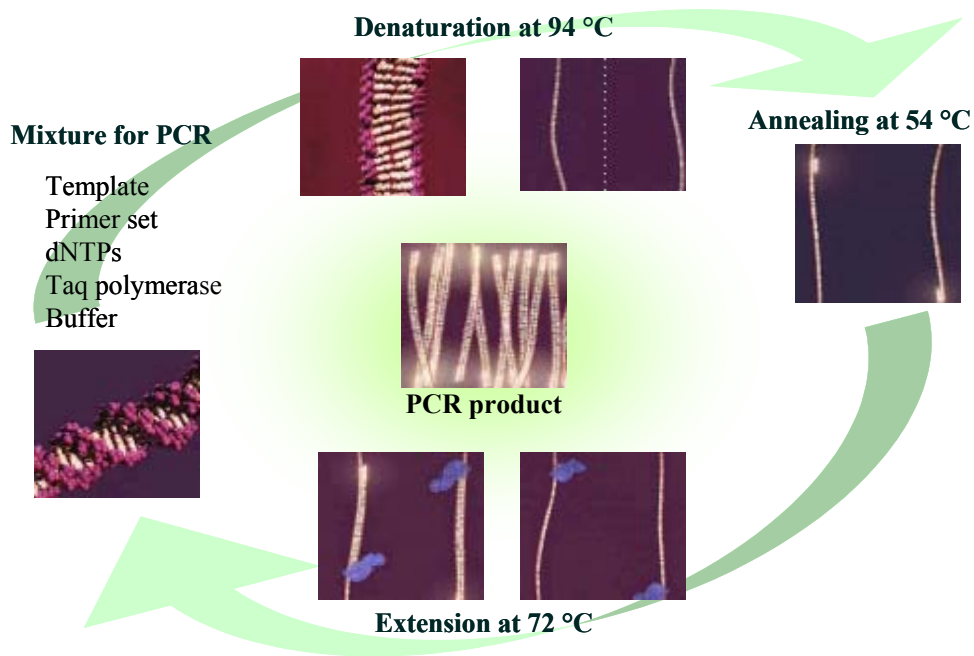 Denaturation at 94 °C
Mixture for PCR
Template
Primer set
dNTPs
Taq polymerase
Buffer
Annealing at 54 °C
PCR product
Extension at 72 °C